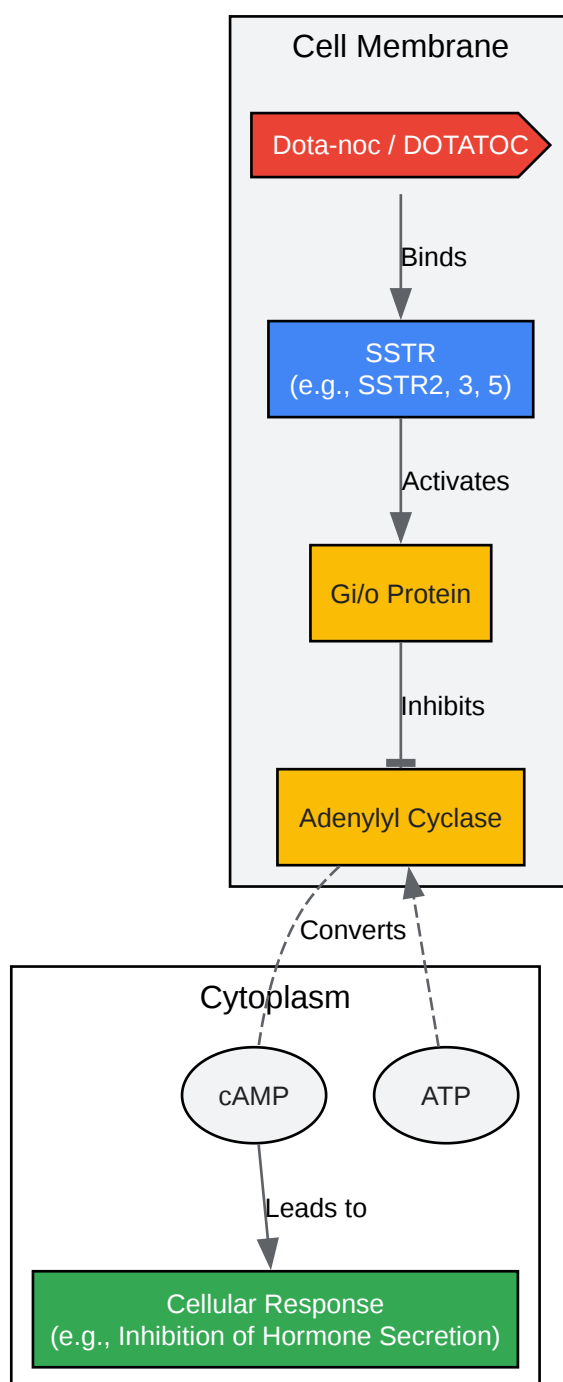 Cell Membrane
Dota-noc / DOTATOC
Binds
SSTR
(e.g., SSTR2, 3, 5)
Activates
Gi/o Protein
Inhibits
Adenylyl Cyclase
Converts
Cytoplasm
cAMP
ATP
Leads to
Cellular Response
(e.g., Inhibition of Hormone Secretion)